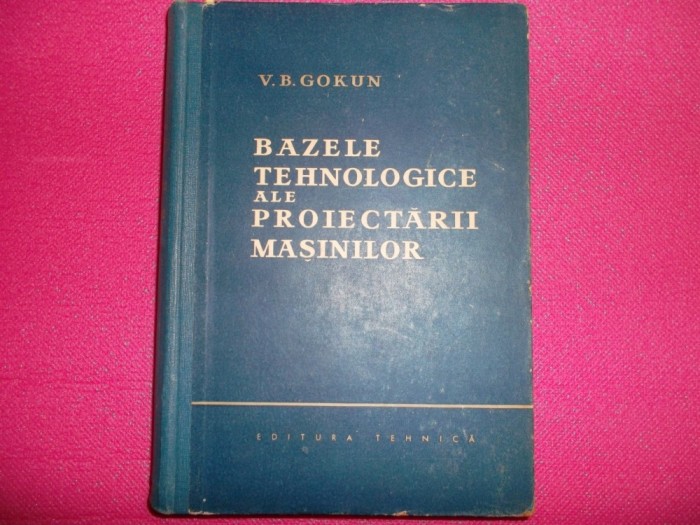 V. B. GOKUN
BAZELE
TEHNOLOGICE
ALE
PROIECTĂRII
MAȘINILOR
EDITURA TEHNICĂ